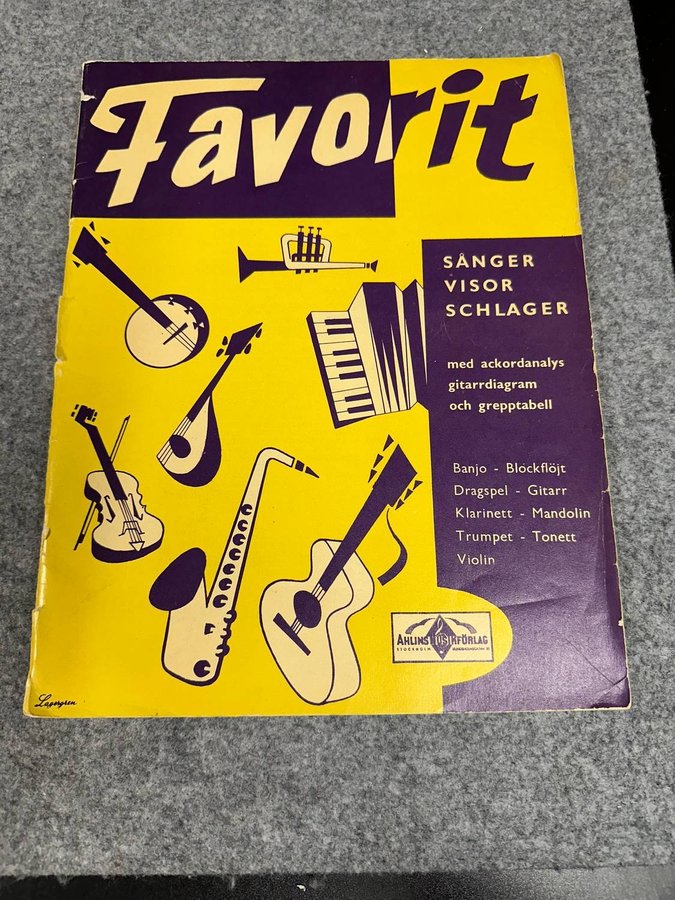 Favorit
SÅNGER
VISOR
SCHLAGER
med ackordanalys
gitarrdiagram
och grepptabell
Banjo - Blockflöjt
Dragspel - Gitarr
Klarinett - Mandolin
Trumpet - Tonett
Violin
ÅHLINS MUSIKFÖRLAG
STOCKHOLM
Lagergren